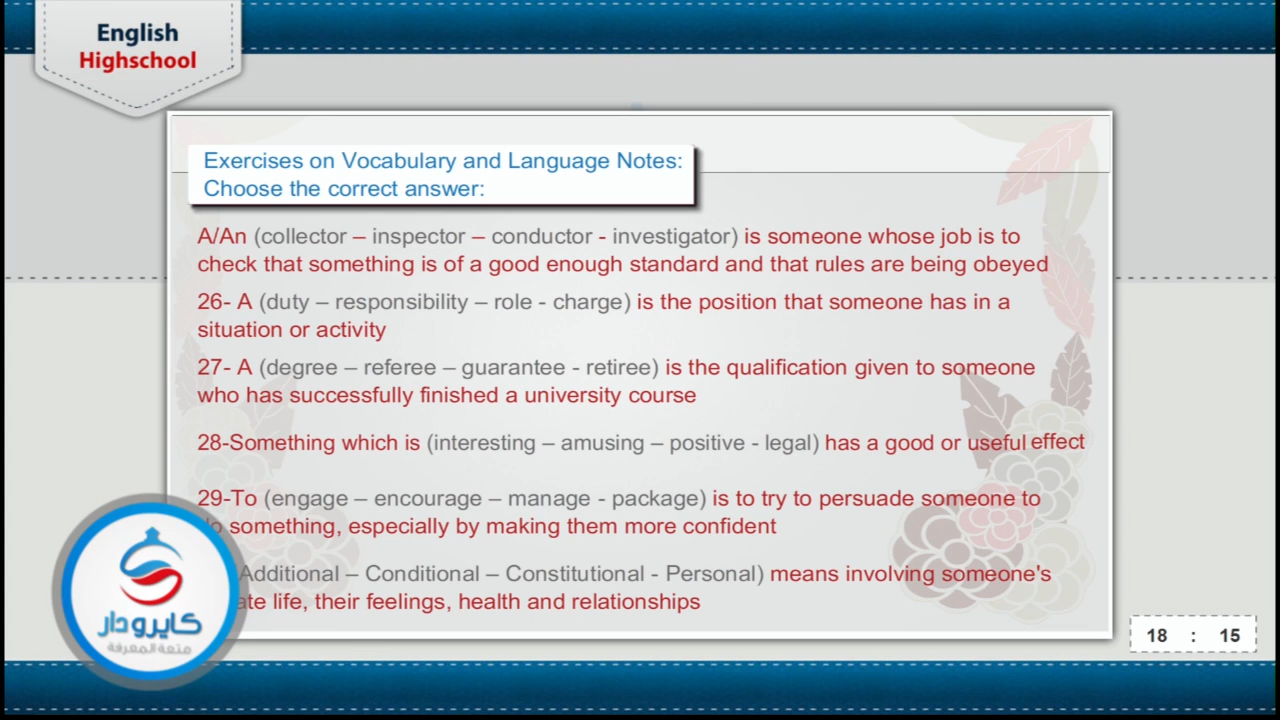 English
Highschool
Exercises on Vocabulary and Language Notes:
Choose the correct answer:
A/An (collector – inspector – conductor - investigator) is someone whose job is to
check that something is of a good enough standard and that rules are being obeyed
26- A (duty – responsibility – role - charge) is the position that someone has in a
situation or activity
27- A (degree – referee – guarantee - retiree) is the qualification given to someone
who has successfully finished a university course
28-Something which is (interesting – amusing – positive - legal) has a good or useful effect
29-To (engage – encourage – manage - package) is to try to persuade someone to
something, especially by making them more confident
Additional – Conditional – Constitutional - Personal) means involving someone's
life, their feelings, health and relationships
كايرودار
متعة المعرفة
18 : 15